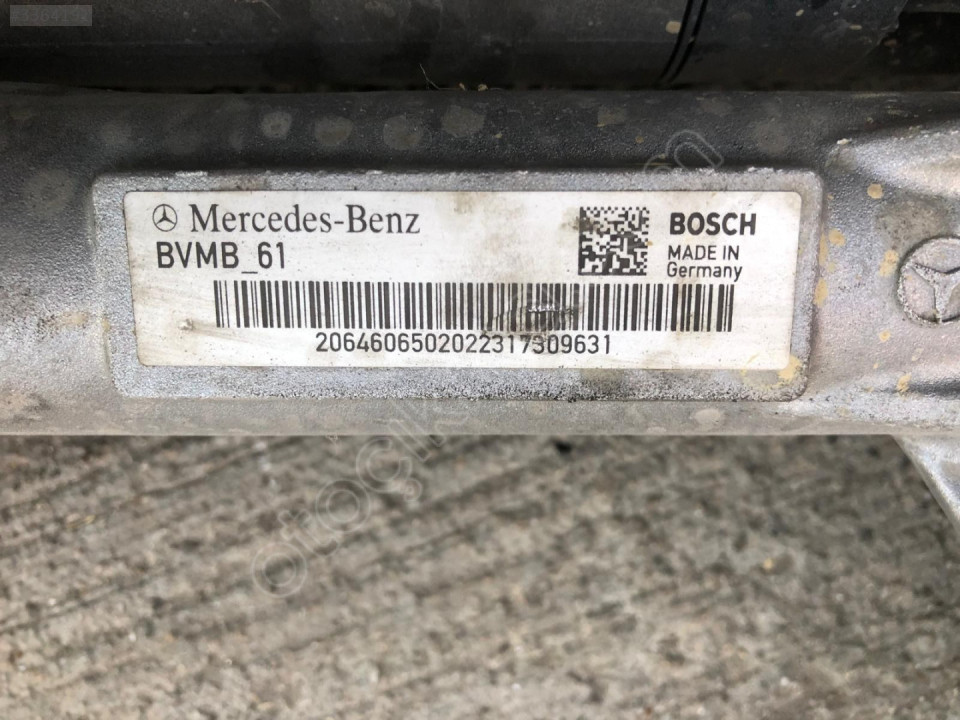 Mercedes-Benz
BVMB_61
BOSCH
MADE IN
Germany
2064606502022317309631